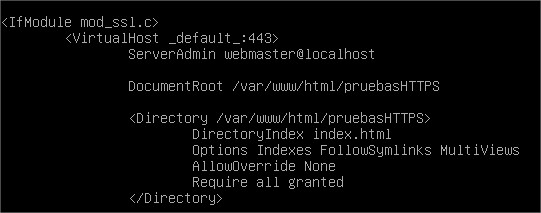 <IfModule mod_ssl.c>
<VirtualHost _default_:443>
ServerAdmin webmaster@localhost
DocumentRoot /var/www/html/pruebasHTTPS
<Directory /var/www/html/pruebasHTTPS>
DirectoryIndex index.html
Options Indexes FollowSymlinks MultiViews
AllowOverride None
Require all granted
</Directory>